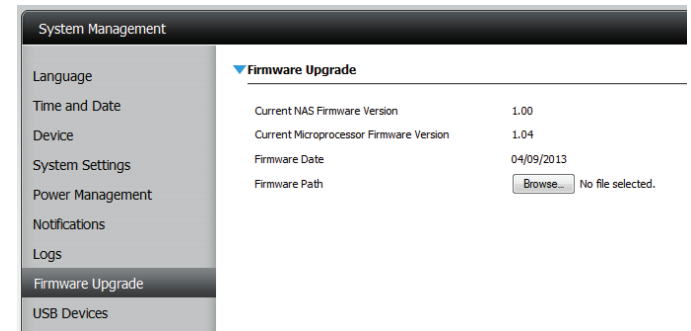 System Management
Language
Time and Date
Device
System Settings
Power Management
Notifications
Logs
Firmware Upgrade
USB Devices
Firmware Upgrade
Current NAS Firmware Version 1.00
Current Microprocessor Firmware Version 1.04
Firmware Date 04/09/2013
Firmware Path Browse... No file selected.